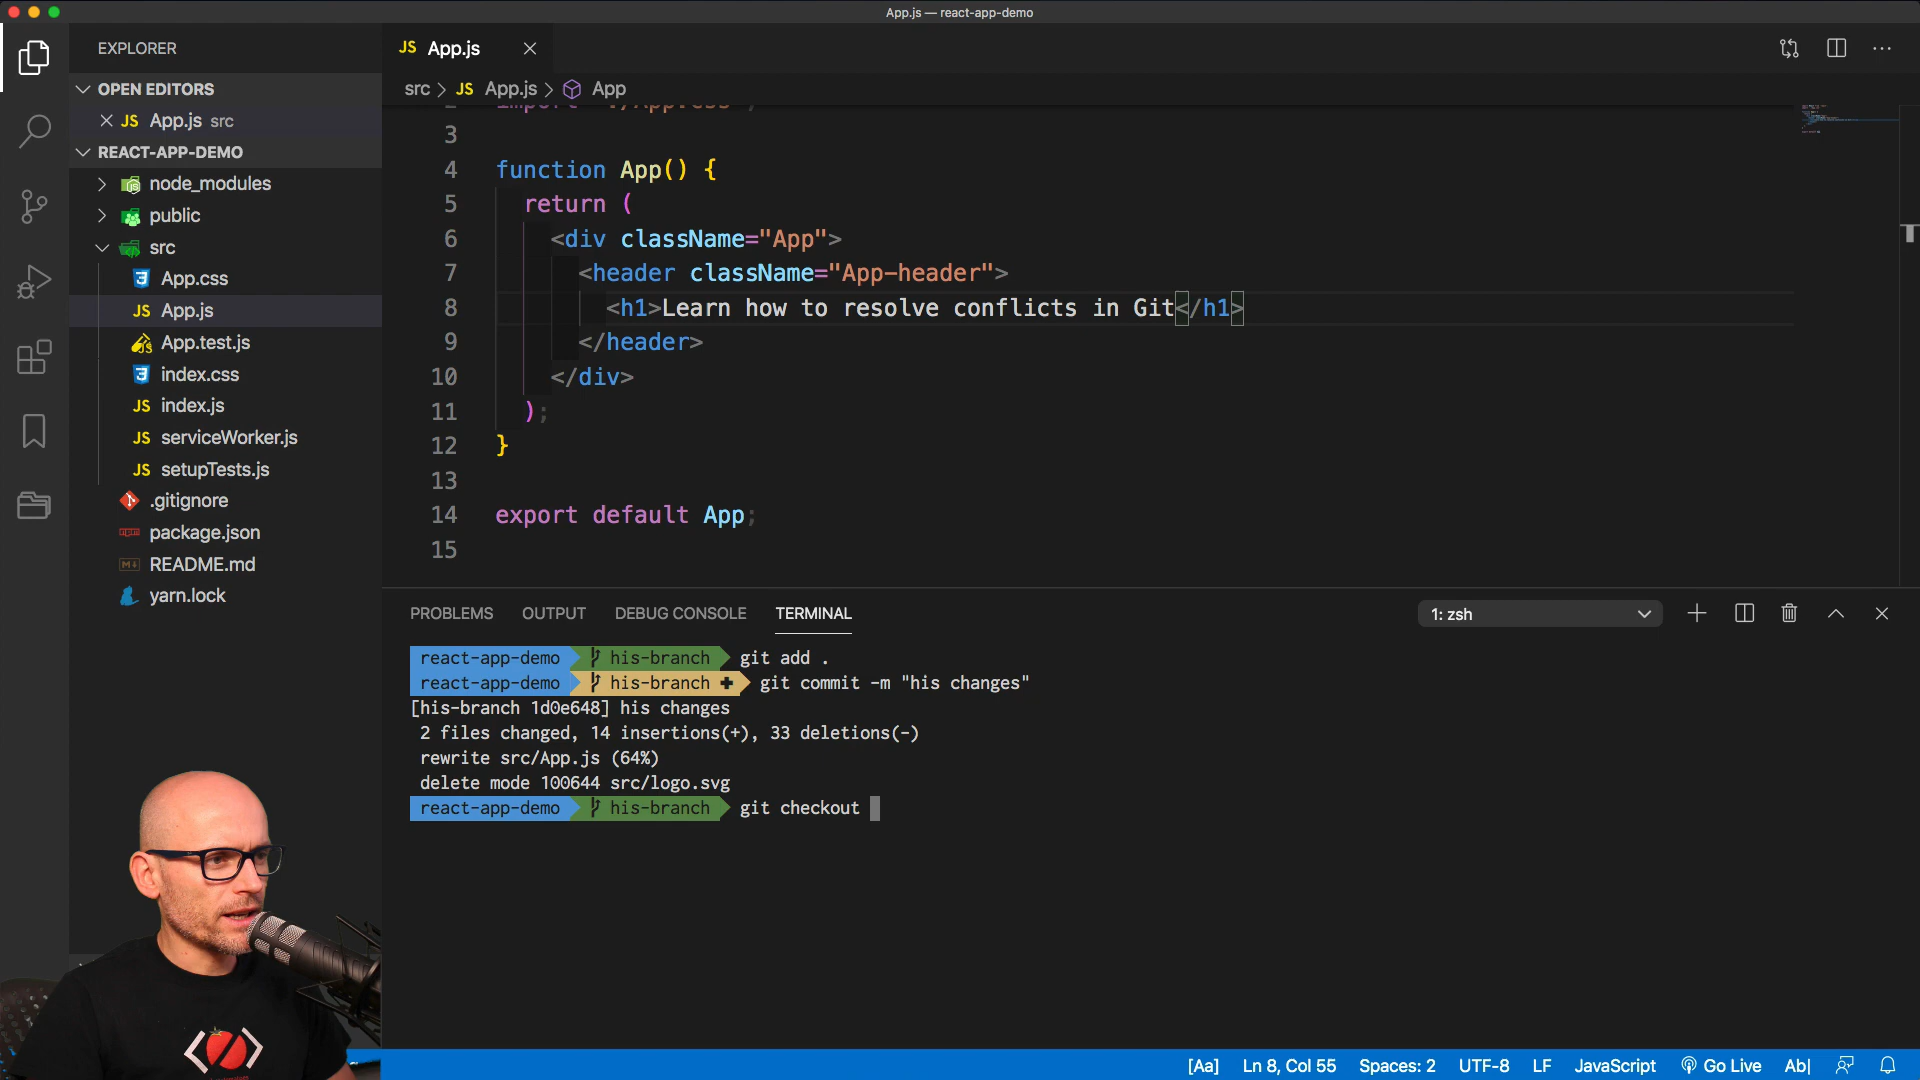 App.js — react-app-demo
EXPLORER
OPEN EDITORS
JS App.js src
REACT-APP-DEMO
node_modules
public
src
App.css
JS App.js
App.test.js
index.css
JS index.js
JS serviceWorker.js
JS setupTests.js
.gitignore
package.json
README.md
yarn.lock
JS App.js
src > JS App.js > App
3
4 function App() {
5 return (
6 <div className="App">
7 <header className="App-header">
8 <h1>Learn how to resolve conflicts in Git</h1>
9 </header>
10 </div>
11 );
12 }
13
14 export default App;
15
PROBLEMS OUTPUT DEBUG CONSOLE TERMINAL 1: zsh
react-app-demo his-branch git add .
react-app-demo his-branch + git commit -m "his changes"
[his-branch 1d0e648] his changes
2 files changed, 14 insertions(+), 33 deletions(-)
rewrite src/App.js (64%)
delete mode 100644 src/logo.svg
react-app-demo his-branch git checkout
[Aa] Ln 8, Col 55 Spaces: 2 UTF-8 LF JavaScript Go Live Ab|